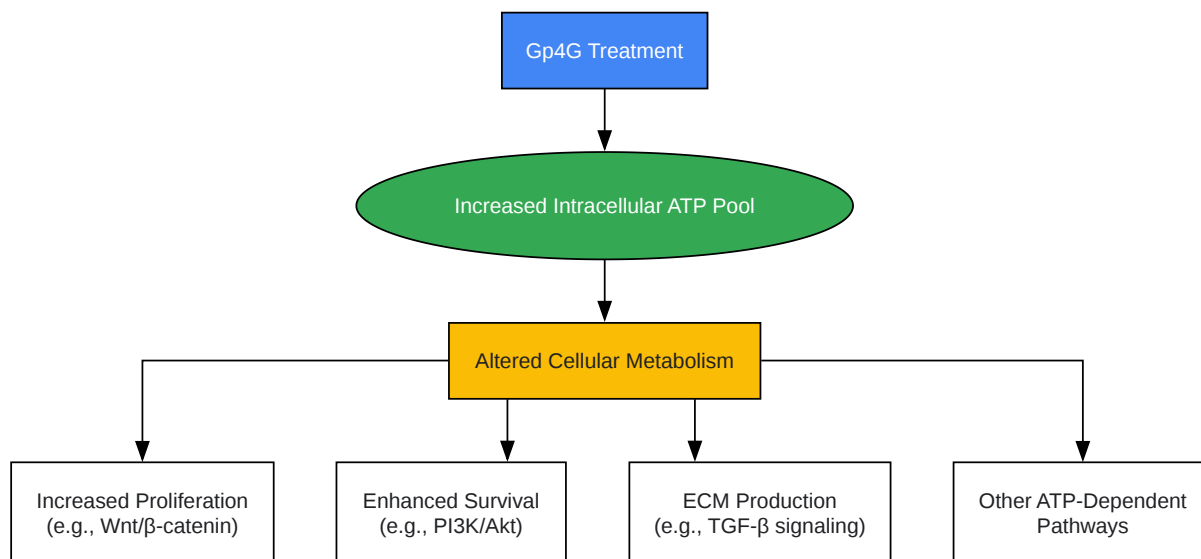 Gp4G Treatment
Increased Intracellular ATP Pool
Altered Cellular Metabolism
Increased Proliferation
(e.g., Wnt/β-catenin)
Enhanced Survival
(e.g., PI3K/Akt)
ECM Production
(e.g., TGF-β signaling)
Other ATP-Dependent
Pathways